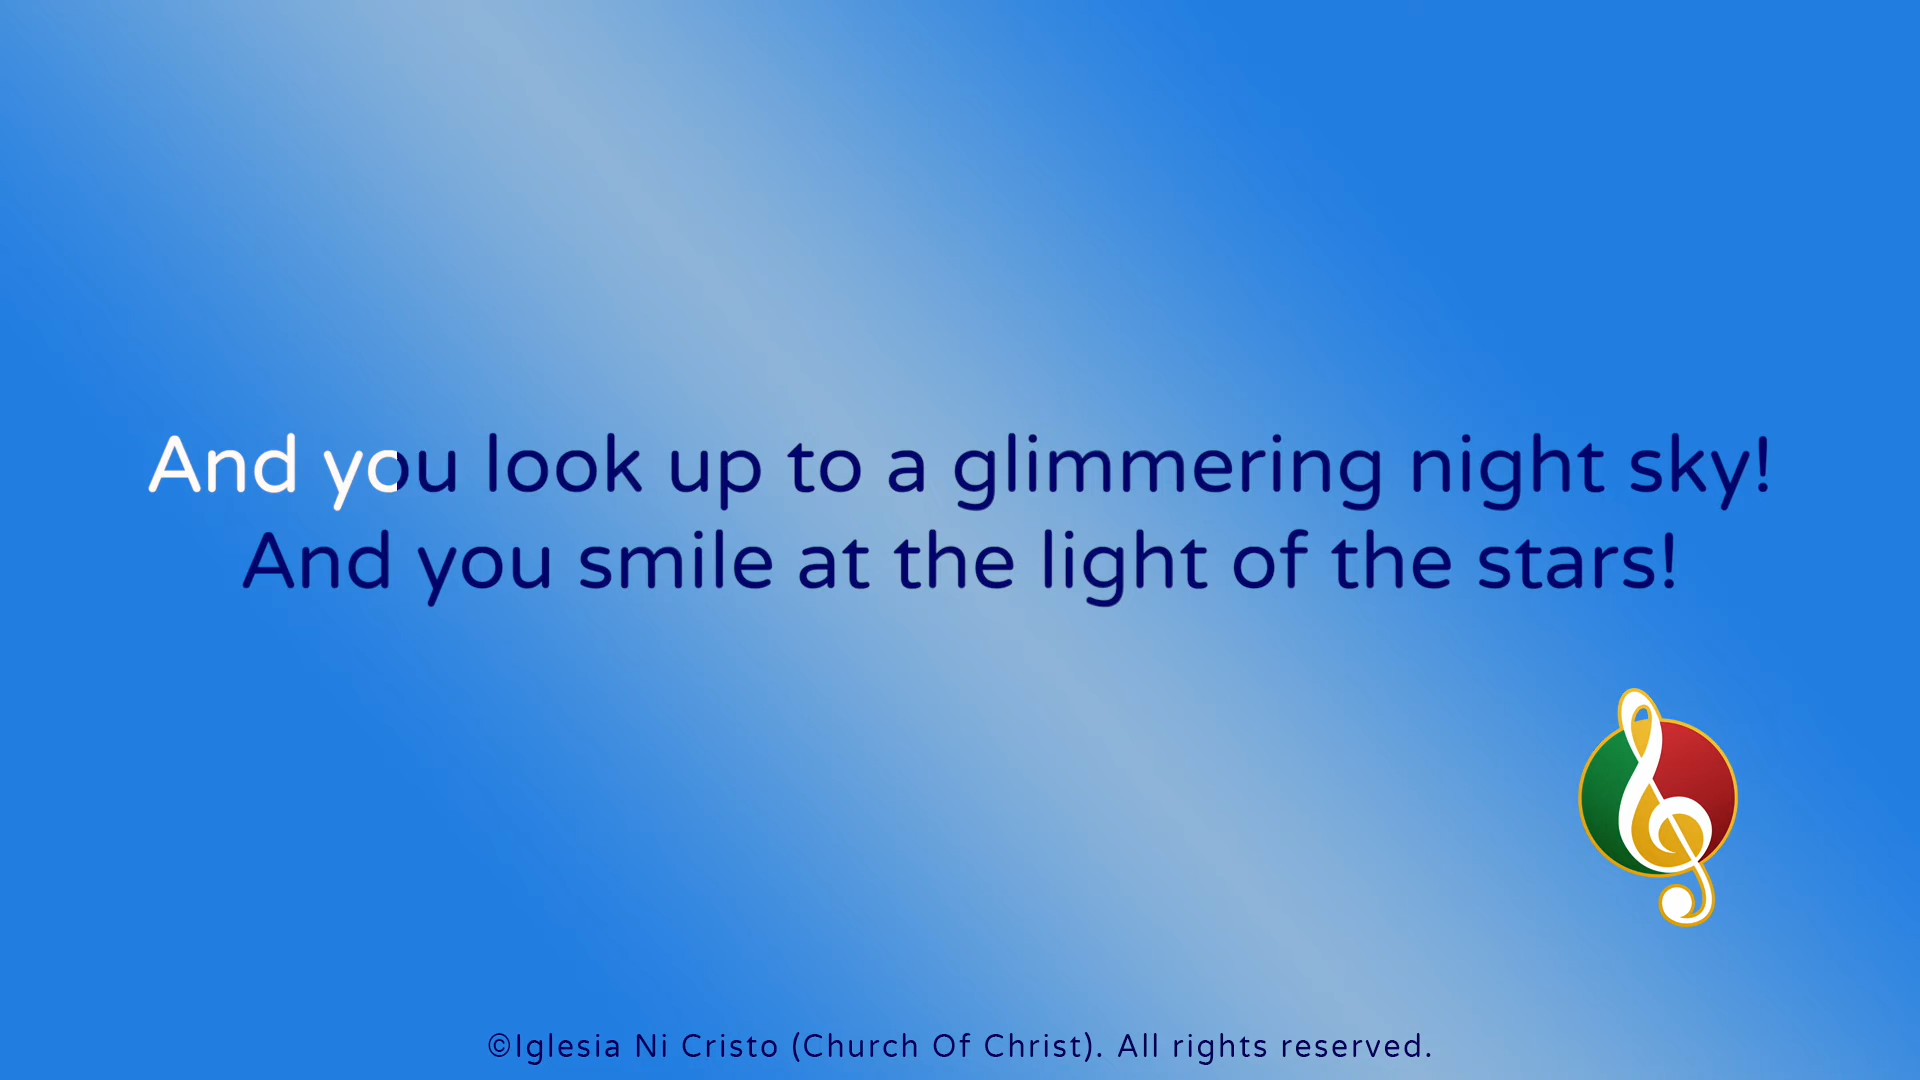 And you look up to a glimmering night sky!
And you smile at the light of the stars!
©Iglesia Ni Cristo (Church Of Christ). All rights reserved.